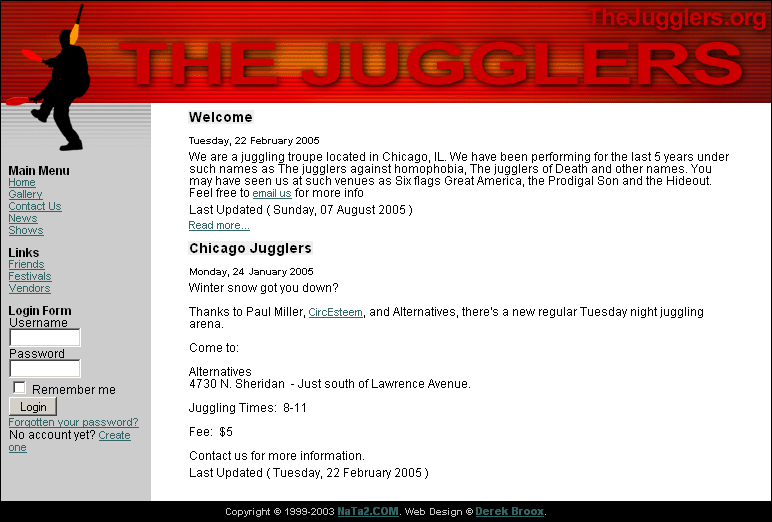 TheJugglers.org
THE JUGGLERS
Main Menu
Home
Gallery
Contact Us
News
Shows
Links
Friends
Festivals
Vendors
Login Form
Username
Password
Remember me
Login
Forgotten your password?
No account yet? Create
one
Welcome
Tuesday, 22 February 2005
We are a juggling troupe located in Chicago, IL. We have been performing for the last 5 years under
such names as The jugglers against homophobia, The jugglers of Death and other names. You
may have seen us at such venues as Six flags Great America, the Prodigal Son and the Hideout.
Feel free to email us for more info
Last Updated ( Sunday, 07 August 2005 )
Read more...
Chicago Jugglers
Monday, 24 January 2005
Winter snow got you down?
Thanks to Paul Miller, CircEsteem, and Alternatives, there's a new regular Tuesday night juggling
arena.
Come to:
Alternatives
4730 N. Sheridan - Just south of Lawrence Avenue.
Juggling Times: 8-11
Fee: $5
Contact us for more information.
Last Updated ( Tuesday, 22 February 2005 )
Copyright © 1999-2003 NaTa2.COM. Web Design © Derek Broox.